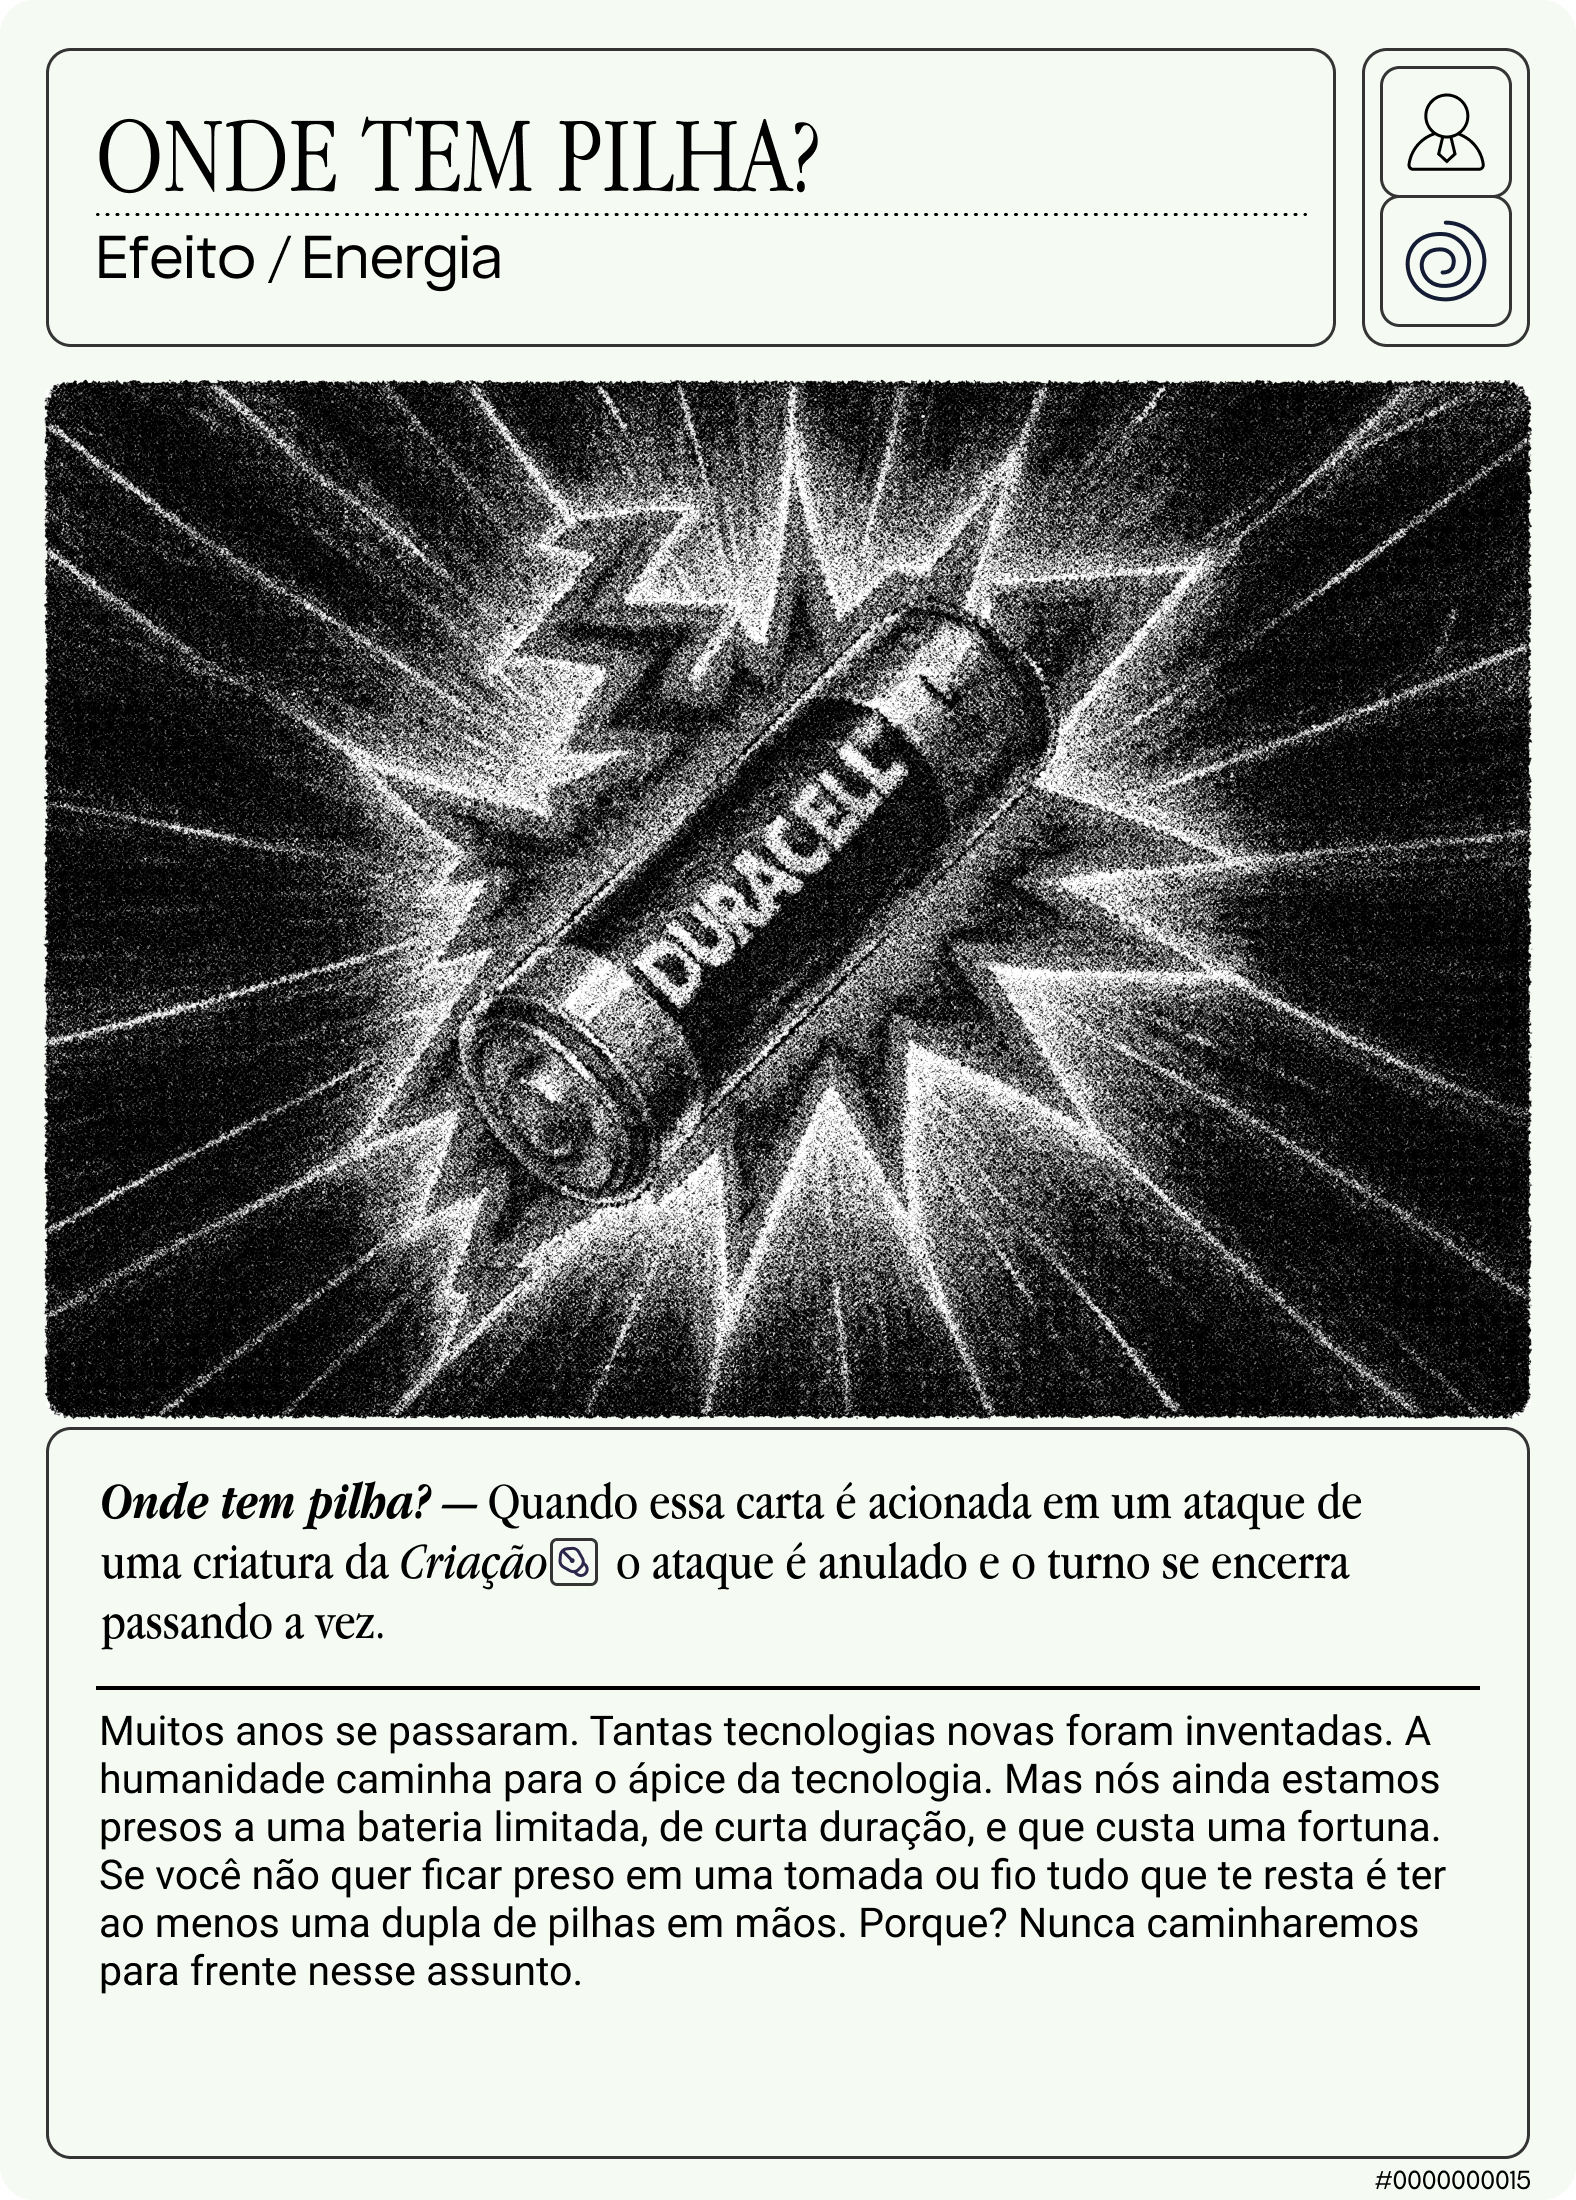 ONDE TEM PILHA?
Efeito / Energia
DURACELL
Onde tem pilha? — Quando essa carta é acionada em um ataque de
uma criatura da Criação o ataque é anulado e o turno se encerra
passando a vez.
Muitos anos se passaram. Tantas tecnologias novas foram inventadas. A
humanidade caminha para o ápice da tecnologia. Mas nós ainda estamos
presos a uma bateria limitada, de curta duração, e que custa uma fortuna.
Se você não quer ficar preso em uma tomada ou fio tudo que te resta é ter
ao menos uma dupla de pilhas em mãos. Porque? Nunca caminharemos
para frente nesse assunto.
#0000000015